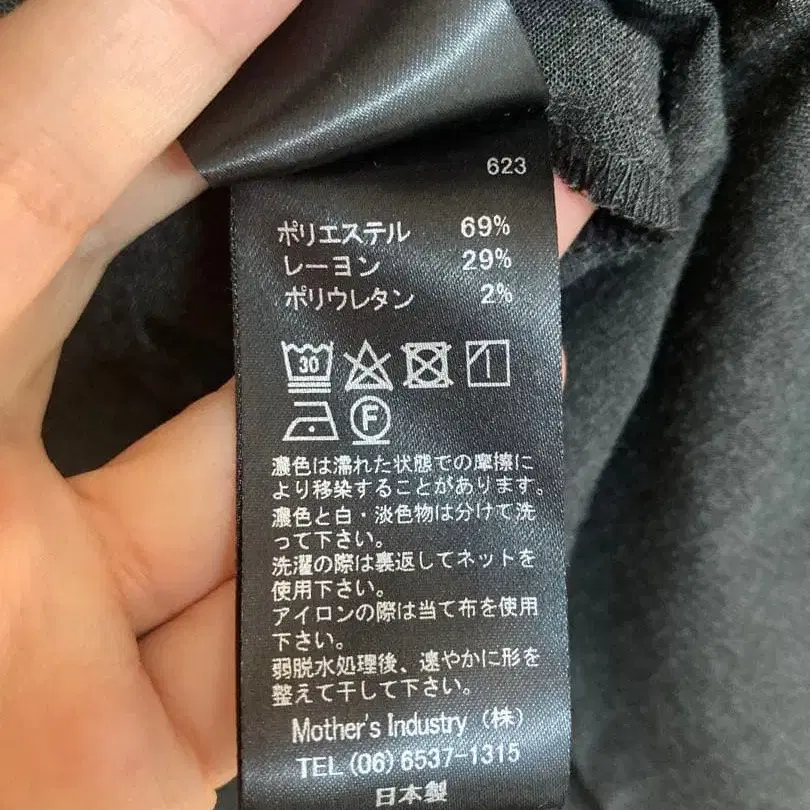 623
ポリエステル 69%
レーヨン 29%
ポリウレタン 2%
30
F
濃色は濡れた状態での摩擦に
より移染することがあります。
濃色と白・淡色物は分けて洗
って下さい。
洗濯の際は裏返してネットを
使用下さい。
アイロンの際は当て布を使用
下さい。
弱脱水処理後、速やかに形を
整えて干して下さい。
Mother's Industry (株)
TEL (06) 6537-1315
日本製